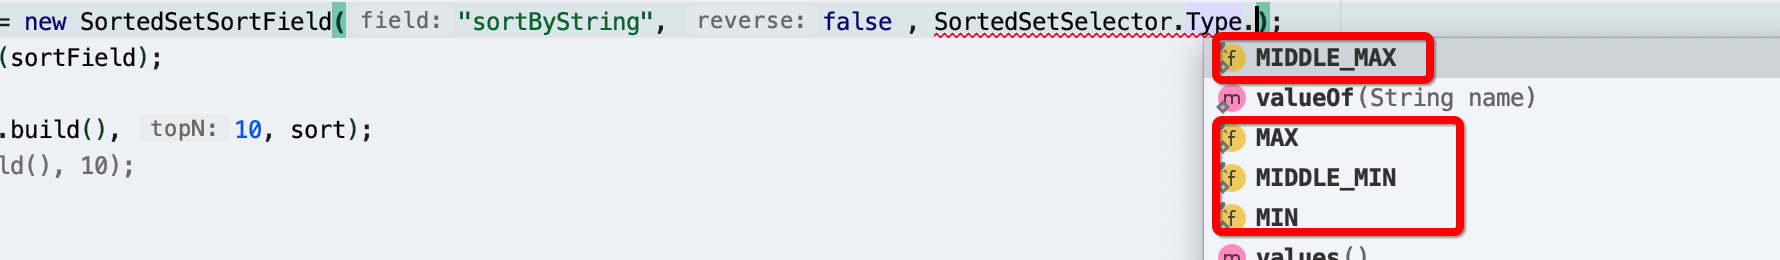 = new SortedSetSortField( field: "sortByString", reverse: false , SortedSetSelector.Type.);
(sortField);
f MIDDLE_MAX
m valueOf(String name)
.build(), topN: 10, sort);
f MAX
ld(), 10);
f MIDDLE_MIN
f MIN
m values()